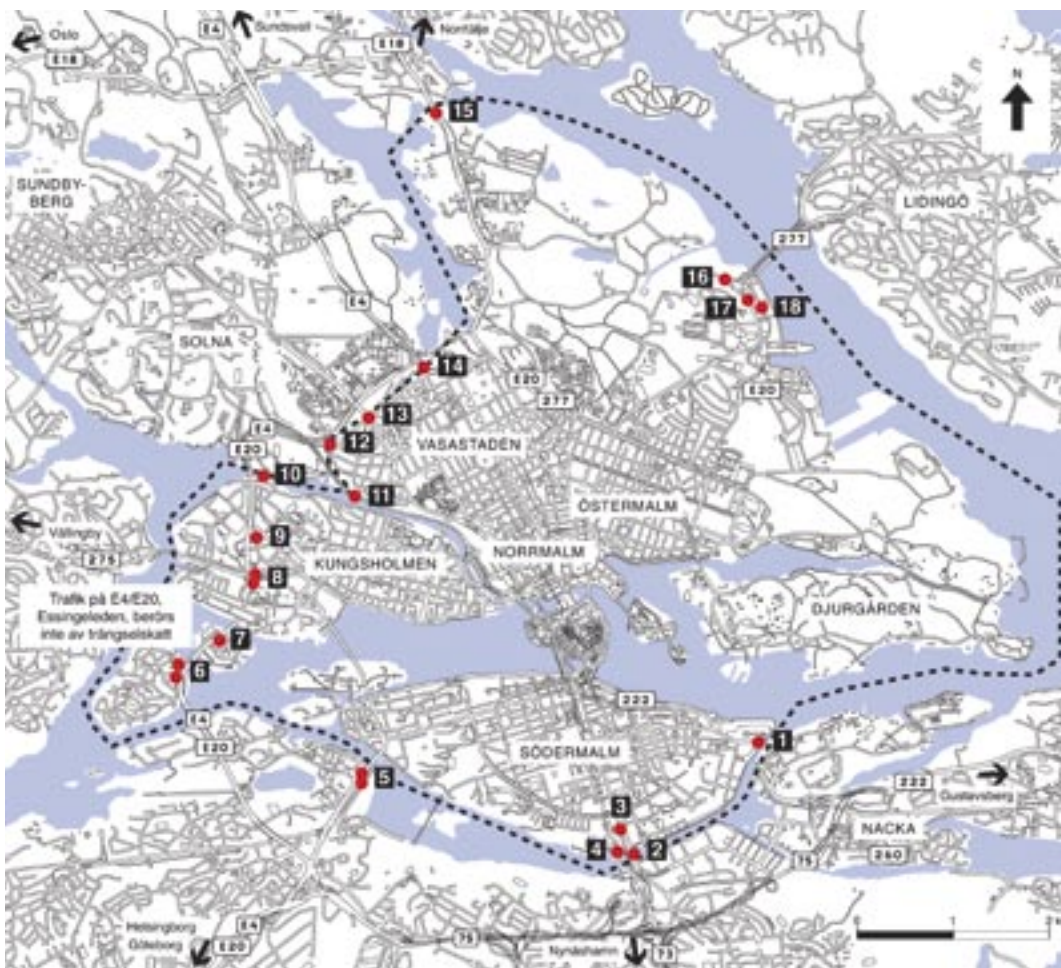 E4
Sundsvall
E18
Norrtälje
Oslo
E18
N
15
SUNDBY-
BERG
LIDINGÖ
277
16
17
18
E4
SOLNA
14
E20
277
E20
13
E4
12
VASASTADEN
E20
10
11
ÖSTERMALM
Vällingby
9
NORRMALM
275
KUNGSHOLMEN
8
Trafik på E4/E20,
Essingeleden, berörs
inte av trängselskatt
DJURGÅRDEN
7
6
222
E4
1
E20
SÖDERMALM
5
222
Gustavsberg
3
NACKA
4
2
75
260
Helsingborg
Göteborg
E4
E20
75
Nynäshamn
73
0
1
2